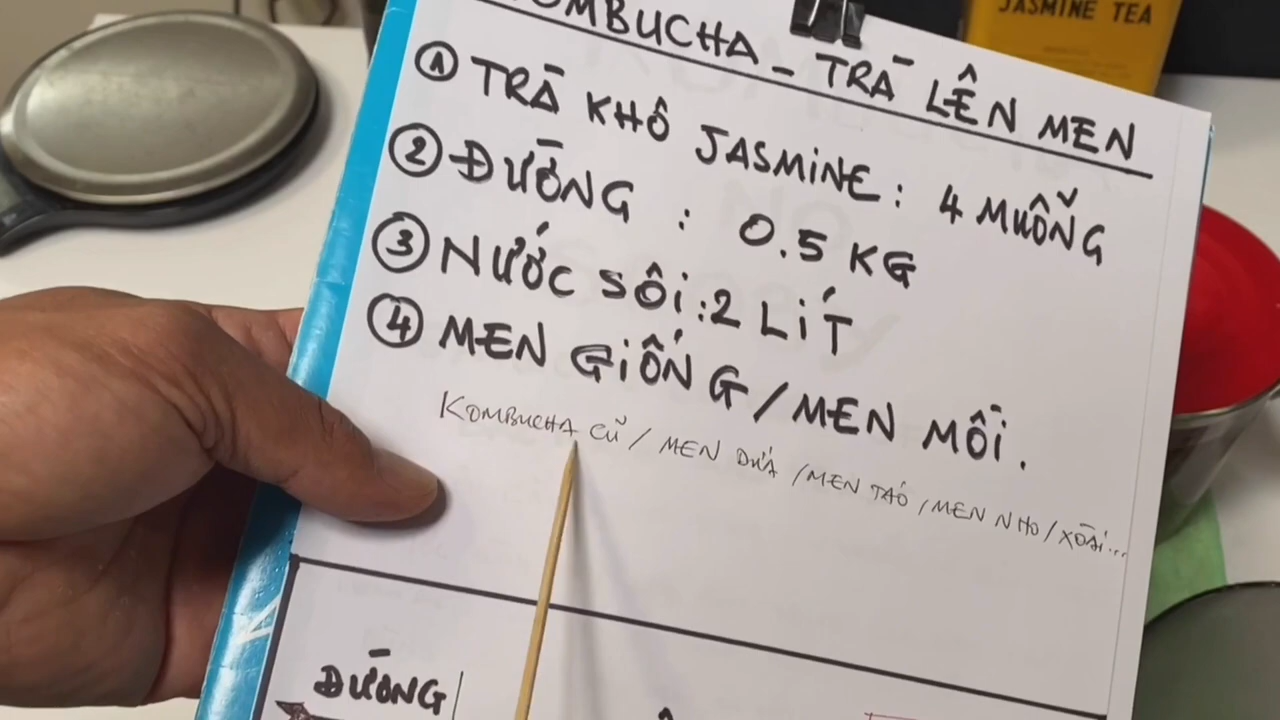 JASMINE TEA
KOMBUCHA - TRÀ LÊN MEN
① TRÀ KHÔ JASMINE: 4 MUỖNG
② ĐƯỜNG : 0.5 KG
③ NƯỚC SÔI: 2 LÍT
④ MEN GIỐNG / MEN MỒI.
KOMBUCHA CŨ / MEN DỨA / MEN TÁO / MEN NHO / XOÀI...
ĐƯỜNG